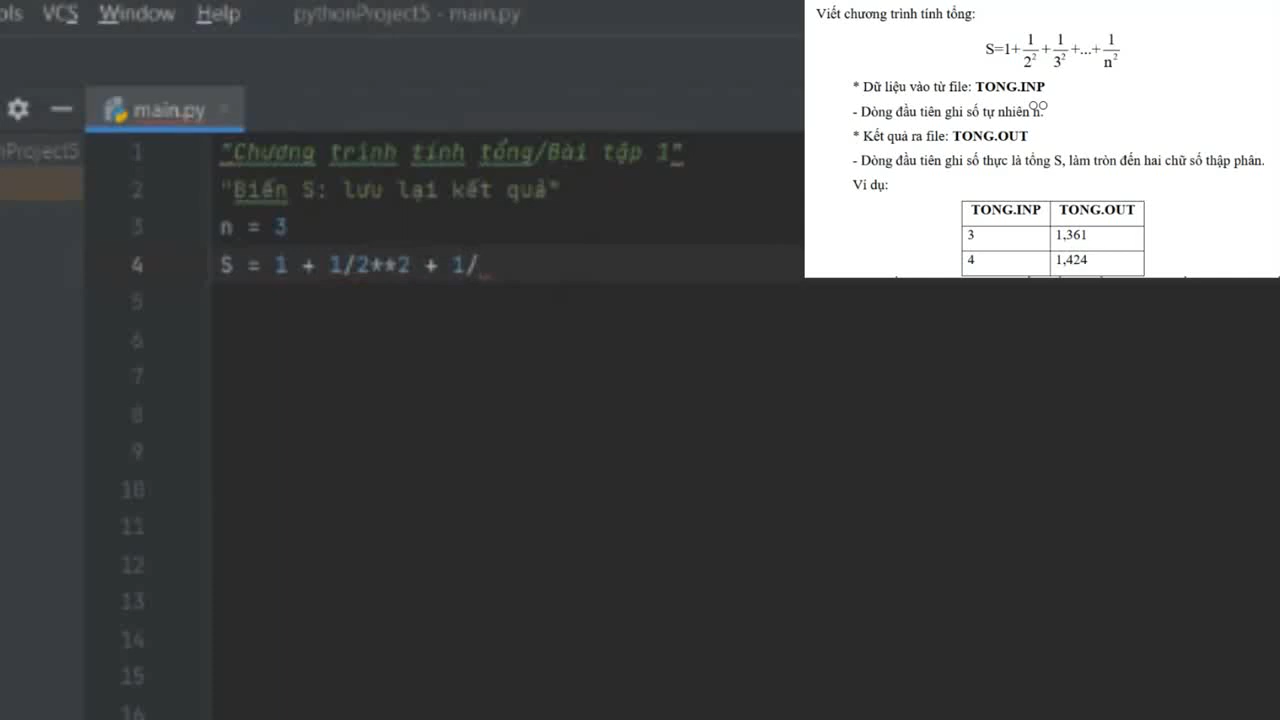 ols VCS Window Help pythonProject5 - main.py
main.py
nProject5
1 "Chương trình tính tổng/Bài tập 1"
2 "Biến S: lưu lại kết quả"
3 n = 3
4 S = 1 + 1/2**2 + 1/
5
6
7
8
9
10
11
12
13
14
15
16
Viết chương trình tính tổng:
S=1+1/2²+1/3²+...+1/n²
* Dữ liệu vào từ file: TONG.INP
- Dòng đầu tiên ghi số tự nhiên n.
* Kết quả ra file: TONG.OUT
- Dòng đầu tiên ghi số thực là tổng S, làm tròn đến hai chữ số thập phân.
Ví dụ:
TONG.INP TONG.OUT
3 1,361
4 1,424